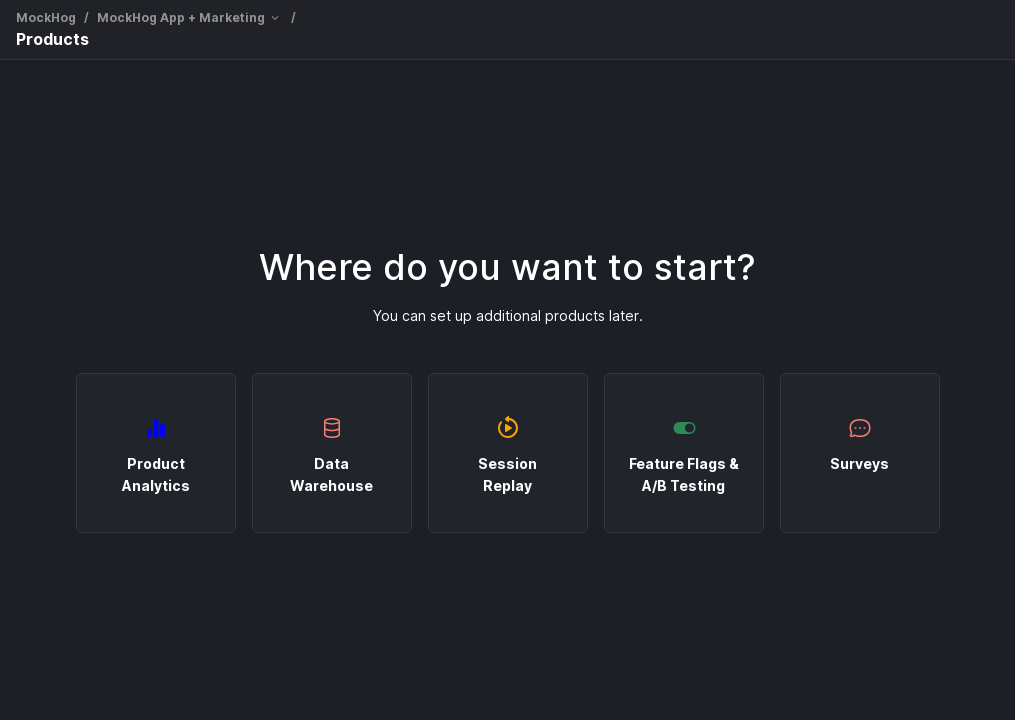 MockHog / MockHog App + Marketing /
Products
Where do you want to start?
You can set up additional products later.
Product
Analytics
Data
Warehouse
Session
Replay
Feature Flags &
A/B Testing
Surveys